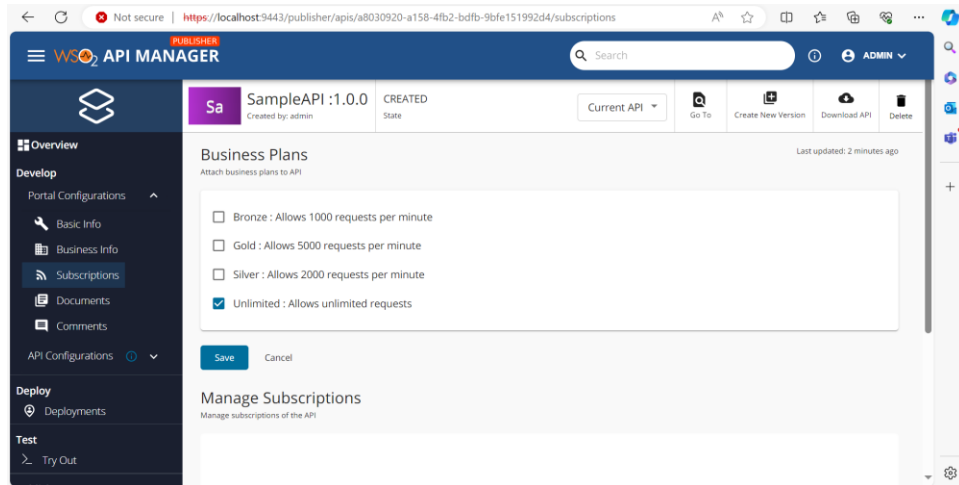 Not secure
https://localhost:9443/publisher/apis/a8030920-a158-4fb2-bdfb-9bfe151992d4/subscriptions
PUBLISHER
WSO2 API MANAGER
Search
ADMIN
Sa
SampleAPI :1.0.0
Created by: admin
CREATED
State
Current API
Go To
Create New Version
Download API
Delete
Overview
Develop
Portal Configurations
Basic Info
Business Info
Subscriptions
Documents
Comments
API Configurations
Deploy
Deployments
Test
Try Out
Business Plans
Last updated: 2 minutes ago
Attach business plans to API
Bronze : Allows 1000 requests per minute
Gold : Allows 5000 requests per minute
Silver : Allows 2000 requests per minute
Unlimited : Allows unlimited requests
Save
Cancel
Manage Subscriptions
Manage subscriptions of the API